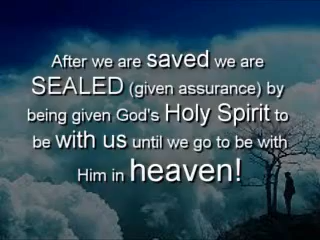 After we are saved we are
SEALED (given assurance) by
being given God's Holy Spirit to
be with us until we go to be with
Him in heaven!